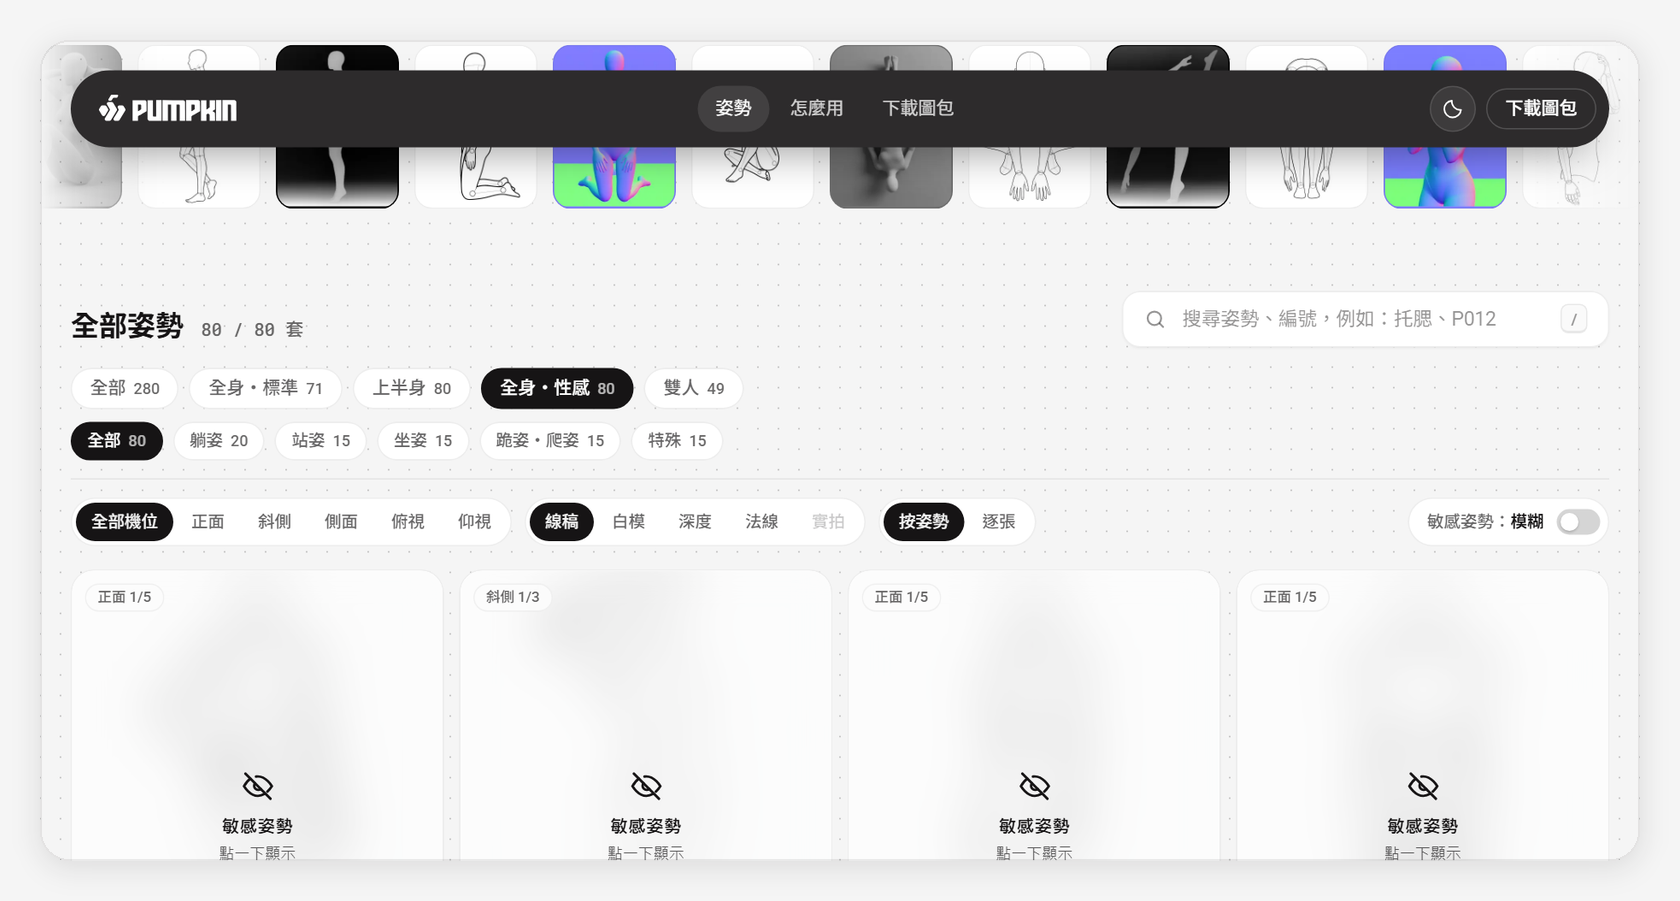 PUMPKIN
姿勢
怎麼用
下載圖包
下載圖包
全部姿勢 80 / 80 套
搜尋姿勢、編號，例如：托腮、P012
/
全部 280
全身・標準 71
上半身 80
全身・性感 80
雙人 49
全部 80
躺姿 20
站姿 15
坐姿 15
跪姿・爬姿 15
特殊 15
全部機位
正面
斜側
側面
俯視
仰視
線稿
白模
深度
法線
實拍
按姿勢
逐張
敏感姿勢：模糊
正面 1/5
斜側 1/3
正面 1/5
正面 1/5
敏感姿勢
點一下顯示
敏感姿勢
點一下顯示
敏感姿勢
點一下顯示
敏感姿勢
點一下顯示